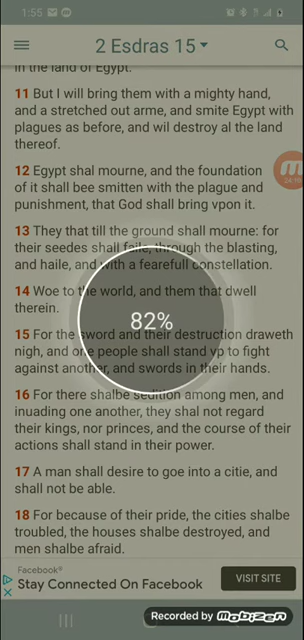 1:55
2 Esdras 15
in the land of Egypt.
11 But I will bring them with a mighty hand,
and a stretched out arme, and smite Egypt with
plagues as before, and wil destroy al the land
thereof.
12 Egypt shal mourne, and the foundation
of it shall bee smitten with the plague and
punishment, that God shall bring vpon it.
13 They that till the ground shall mourne: for
their seedes shall faile, through the blasting,
and haile, and with a fearefull constellation.
14 Woe to the world, and them that dwell
therein.
82%
15 For the sword and their destruction draweth
nigh, and one people shall stand vp to fight
against another, and swords in their hands.
16 For there shalbe sedition among men, and
inuading one another, they shal not regard
their kings, nor princes, and the course of their
actions shall stand in their power.
17 A man shall desire to goe into a citie, and
shall not be able.
18 For because of their pride, the cities shalbe
troubled, the houses shalbe destroyed, and
men shalbe afraid.
Facebook®
Stay Connected On Facebook
VISIT SITE
Recorded by Mobizen